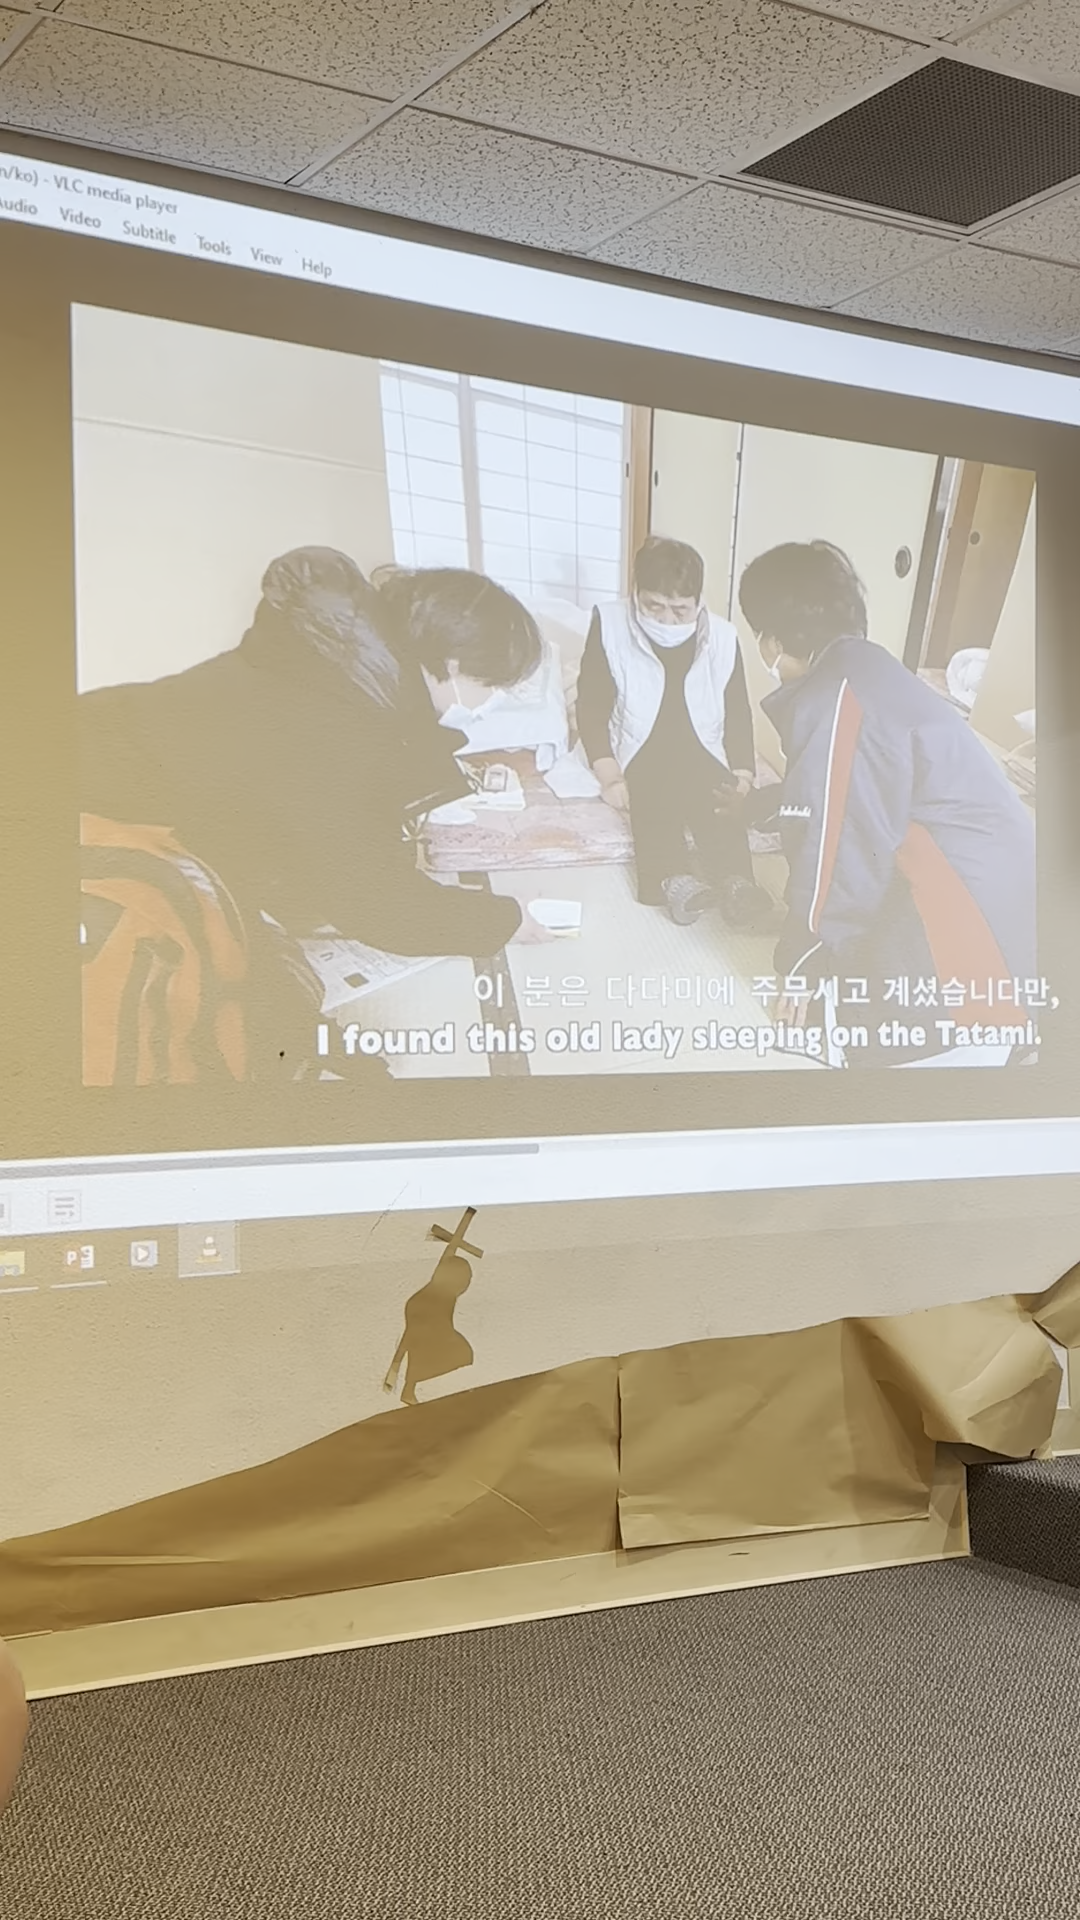 n/ko) - VLC media player
Audio Video Subtitle Tools View Help
이 분은 다다미에 주무시고 계셨습니다만,
I found this old lady sleeping on the Tatami.